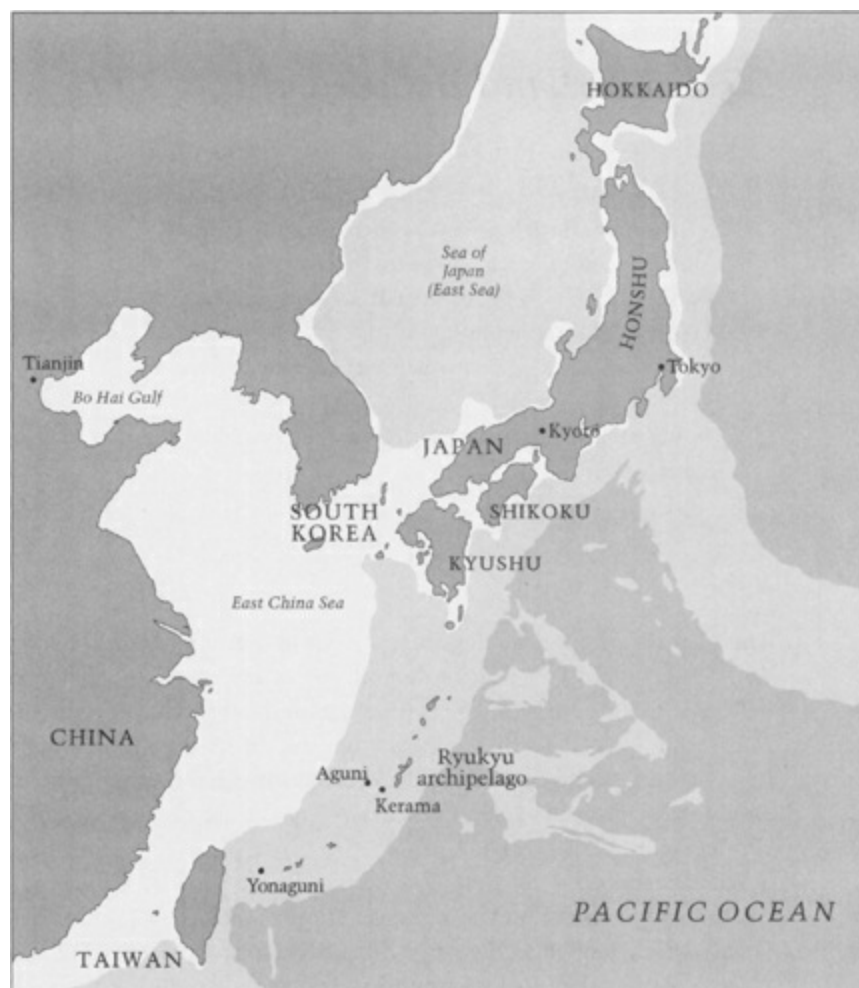 HOKKAIDO
Sea of
Japan
(East Sea)
HONSHU
Tianjin
Tokyo
Bo Hai Gulf
Kyoto
JAPAN
SOUTH
KOREA
SHIKOKU
KYUSHU
East China Sea
CHINA
Ryukyu
archipelago
Aguni
Kerama
Yonaguni
PACIFIC OCEAN
TAIWAN